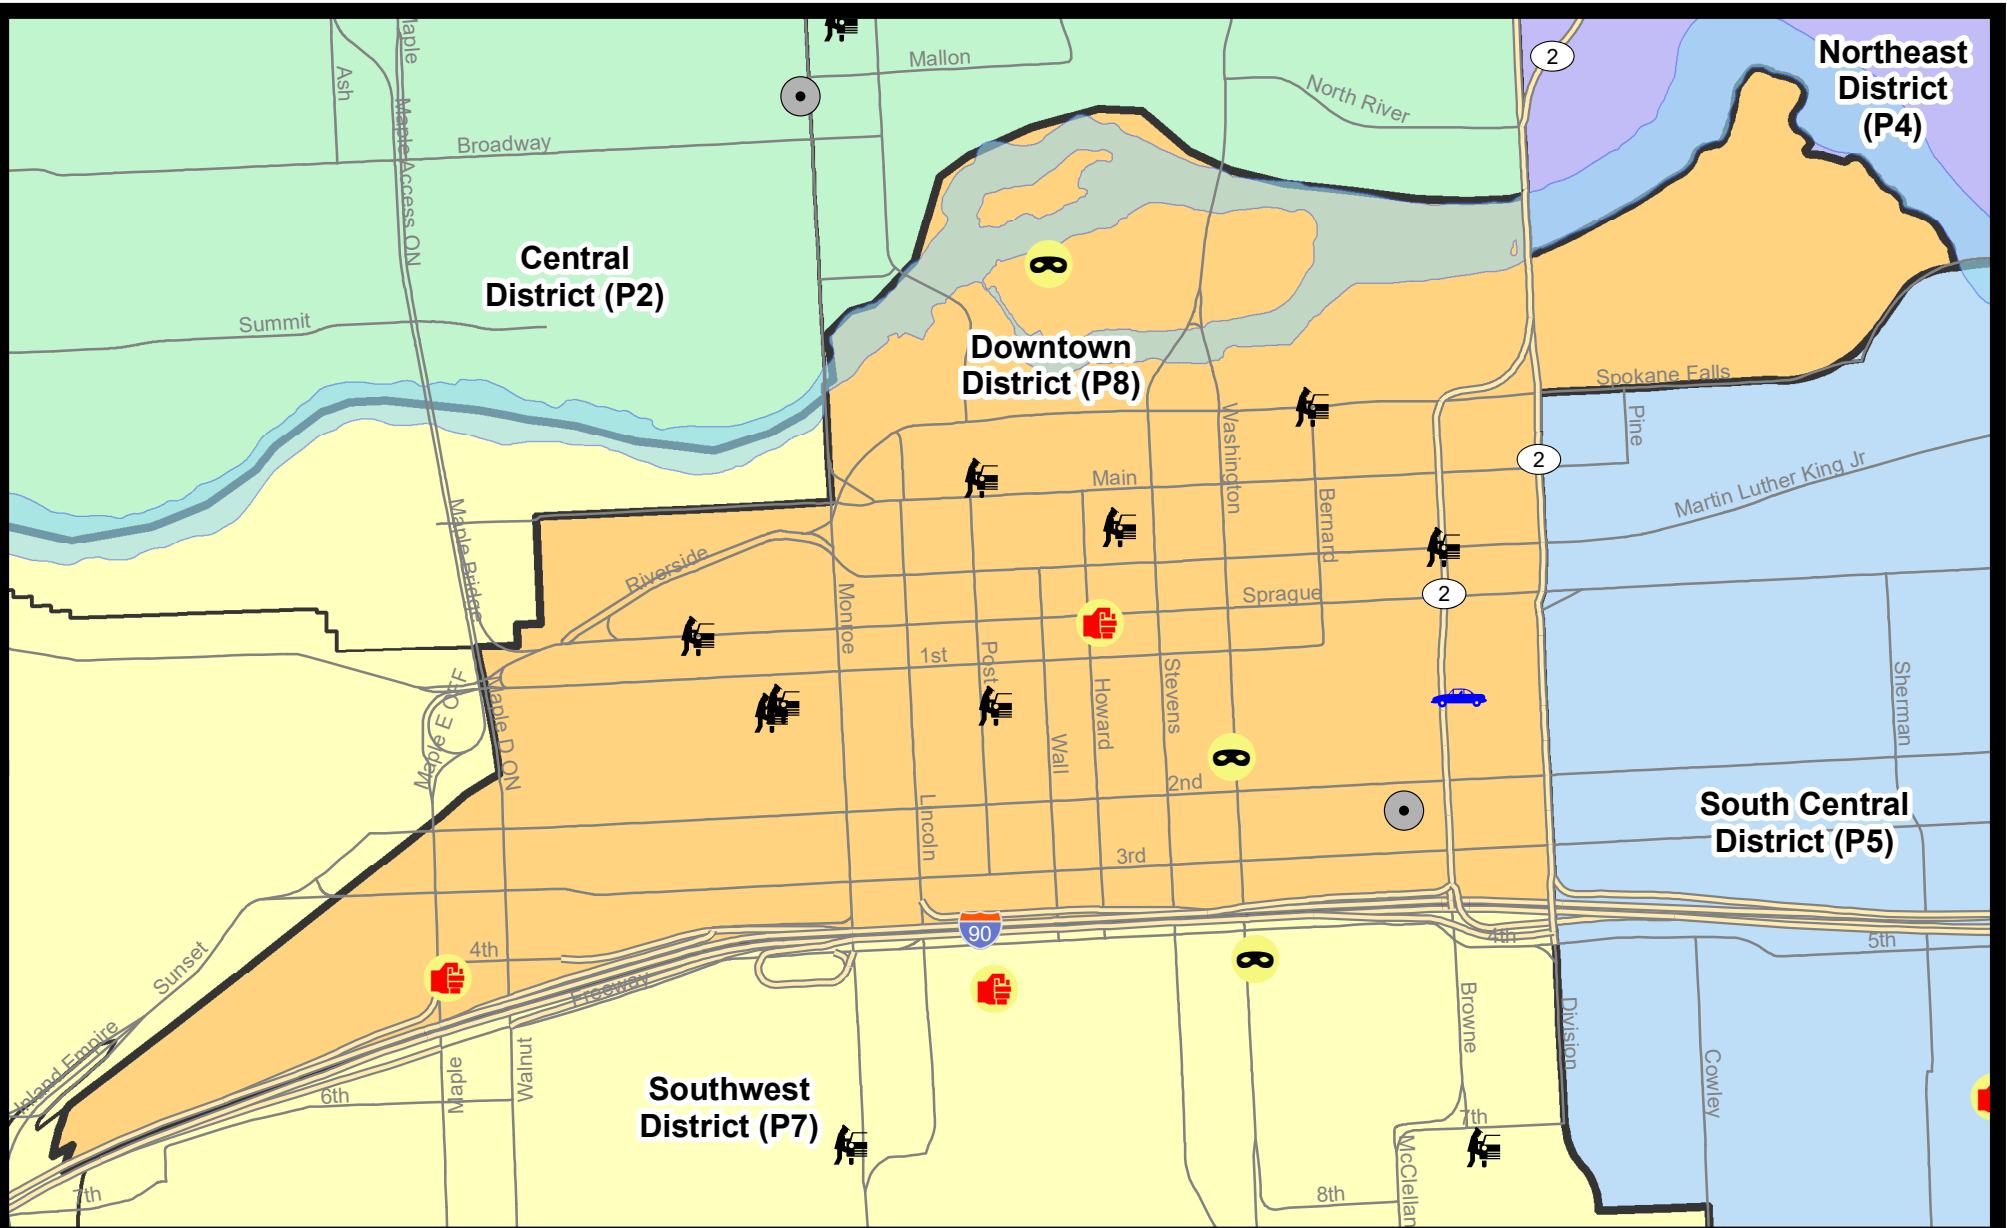 Maple
Mallon
2
Northeast
District
(P4)
Ash
North River
Maple Access ON
Broadway
Central
District (P2)
Summit
Downtown
District (P8)
Spokane Falls
Pine
Washington
2
Main
Martin Luther King Jr
Bernard
Maple Bridge
Riverside
Monroe
2
Sprague
1st
Post
Stevens
Sherman
Maple E OFF
Maple D ON
Howard
Wall
2nd
Lincoln
South Central
District (P5)
3rd
90
4th
4th
5th
Sunset
Freeway
Browne
Division
Inland Empire
6th
Maple
Walnut
Cowley
Southwest
District (P7)
7th
McClellan
7th
8th